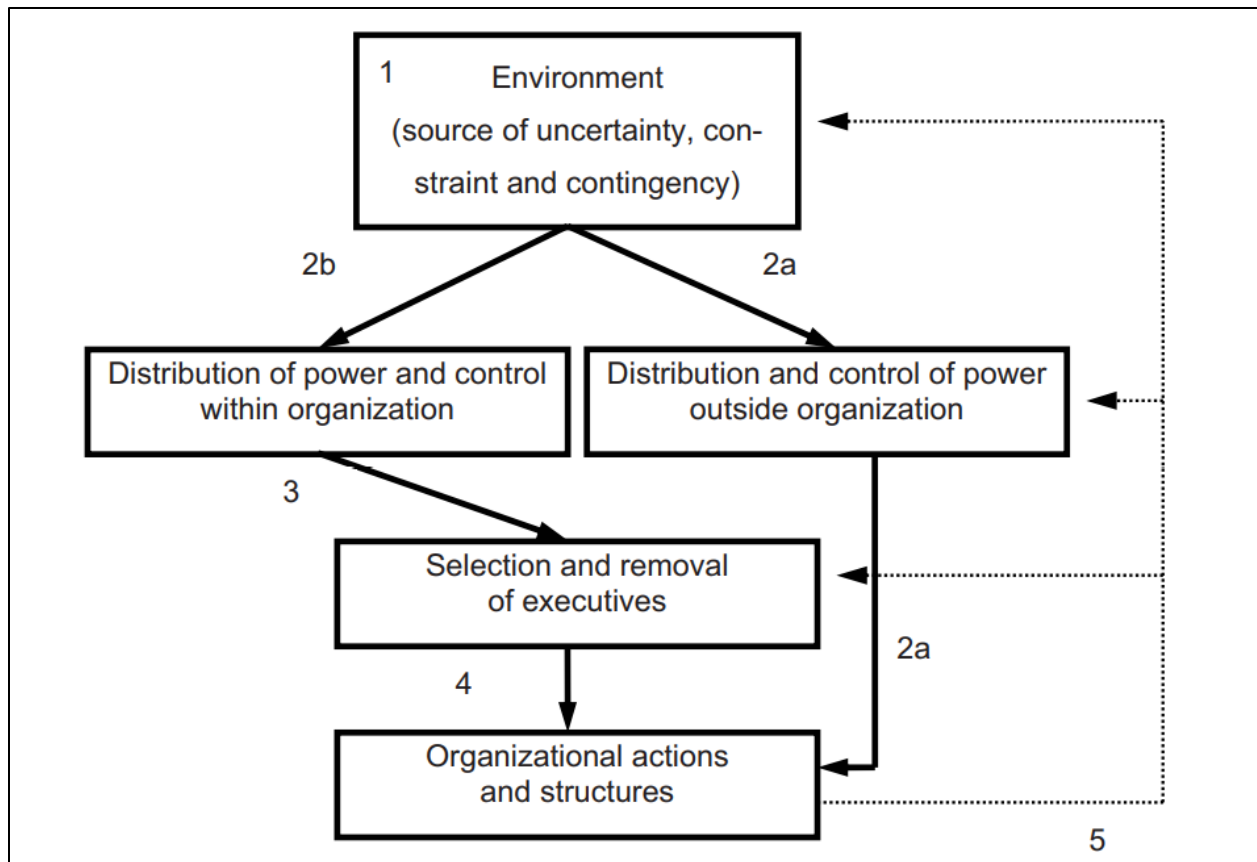 1
Environment
(source of uncertainty, con-
straint and contingency)
2b
2a
Distribution of power and control
within organization
Distribution and control of power
outside organization
3
Selection and removal
of executives
2a
4
Organizational actions
and structures
5